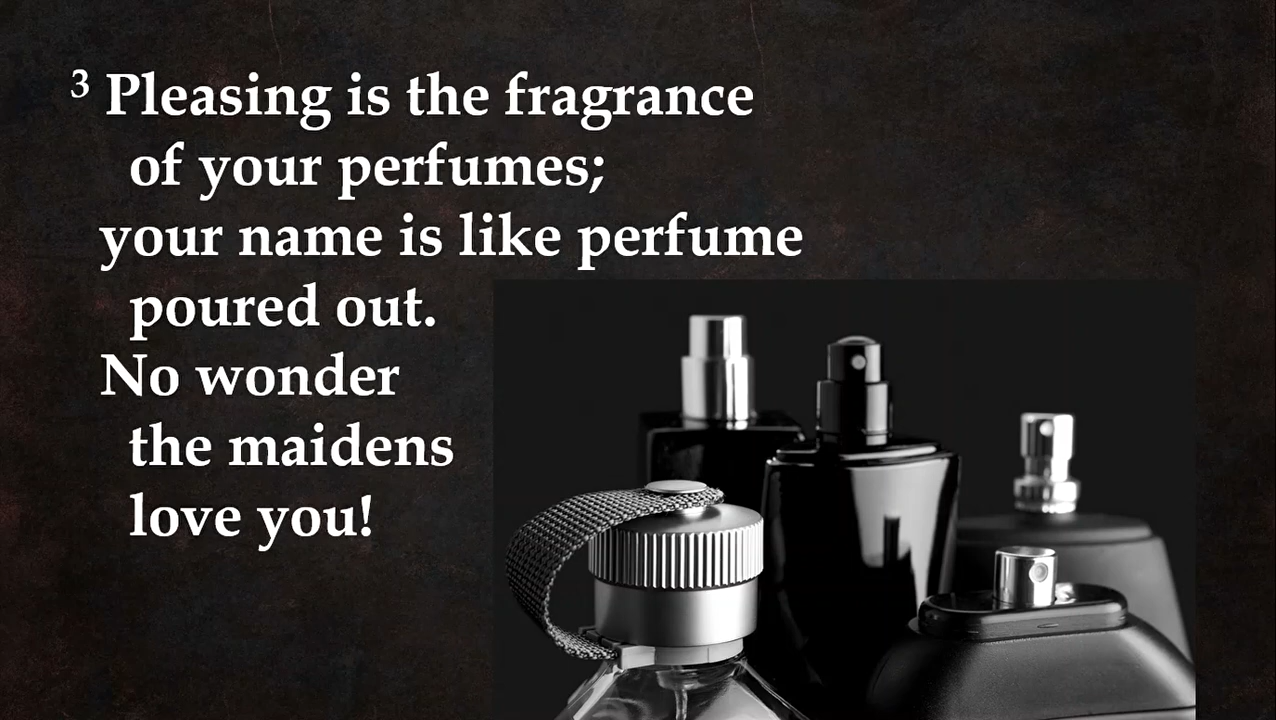 3 Pleasing is the fragrance
of your perfumes;
your name is like perfume
poured out.
No wonder
the maidens
love you!